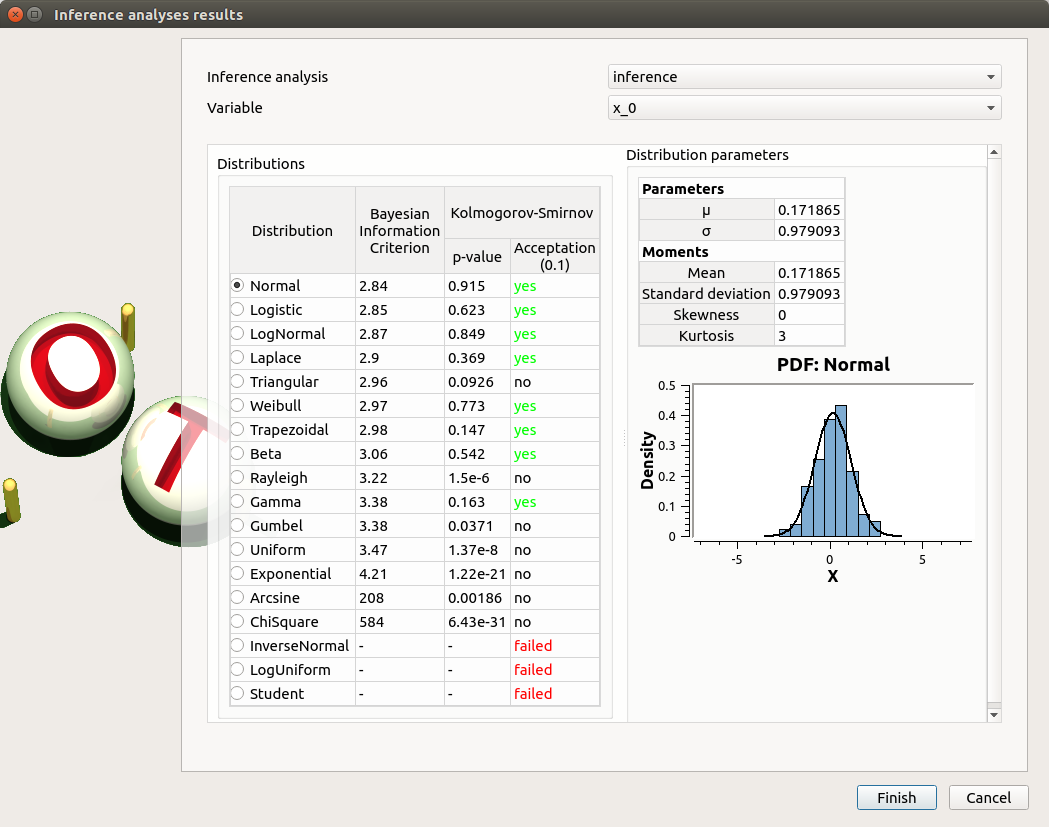 Inference analyses results
Inference analysis
inference
Variable
x_0
Distributions
Distribution
Bayesian
Information
Criterion
Kolmogorov-Smirnov
p-value
Acceptation
(0.1)
Normal 2.84 0.915 yes
Logistic 2.85 0.623 yes
LogNormal 2.87 0.849 yes
Laplace 2.9 0.369 yes
Triangular 2.96 0.0926 no
Weibull 2.97 0.773 yes
Trapezoidal 2.98 0.147 yes
Beta 3.06 0.542 yes
Rayleigh 3.22 1.5e-6 no
Gamma 3.38 0.163 yes
Gumbel 3.38 0.0371 no
Uniform 3.47 1.37e-8 no
Exponential 4.21 1.22e-21 no
Arcsine 208 0.00186 no
ChiSquare 584 6.43e-31 no
InverseNormal - - failed
LogUniform - - failed
Student - - failed
Distribution parameters
Parameters
μ 0.171865
σ 0.979093
Moments
Mean 0.171865
Standard deviation 0.979093
Skewness 0
Kurtosis 3
PDF: Normal
Density
0.5
0.4
0.3
0.2
0.1
0
-5 0 5
X
O
T
Finish
Cancel